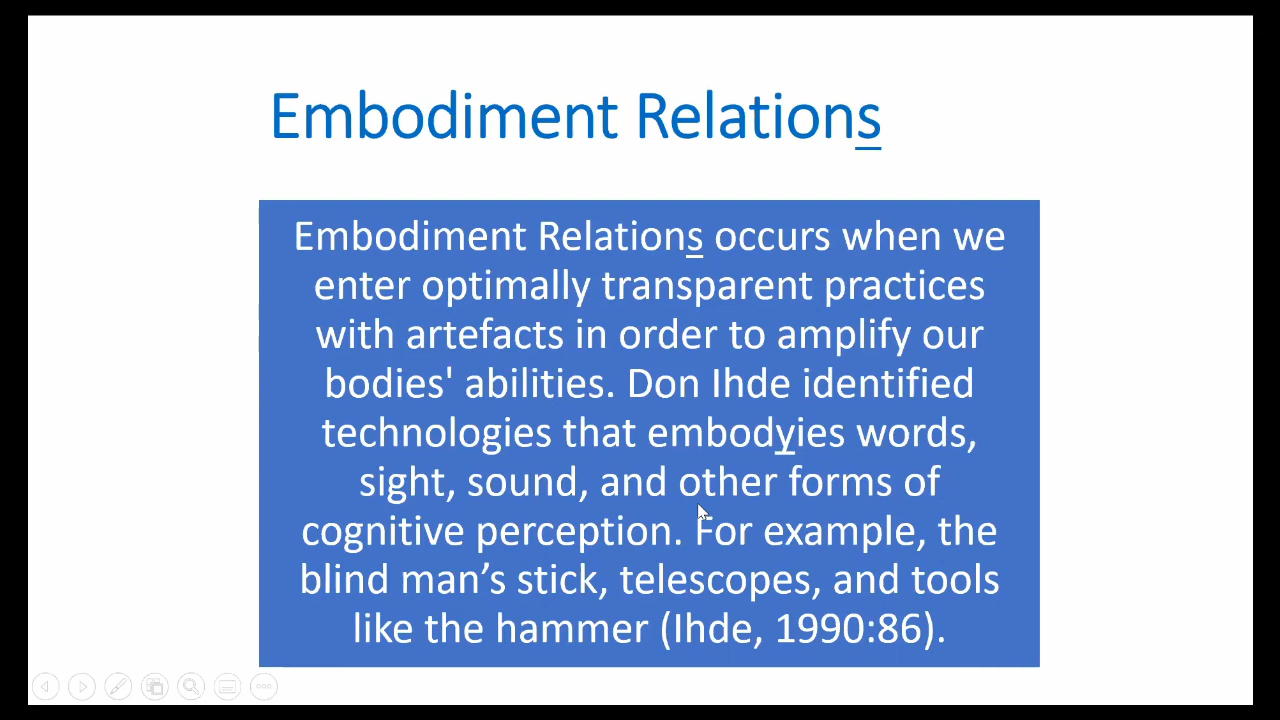 Embodiment Relations
Embodiment Relations occurs when we
enter optimally transparent practices
with artefacts in order to amplify our
bodies' abilities. Don Ihde identified
technologies that embodyies words,
sight, sound, and other forms of
cognitive perception. For example, the
blind man’s stick, telescopes, and tools
like the hammer (Ihde, 1990:86).